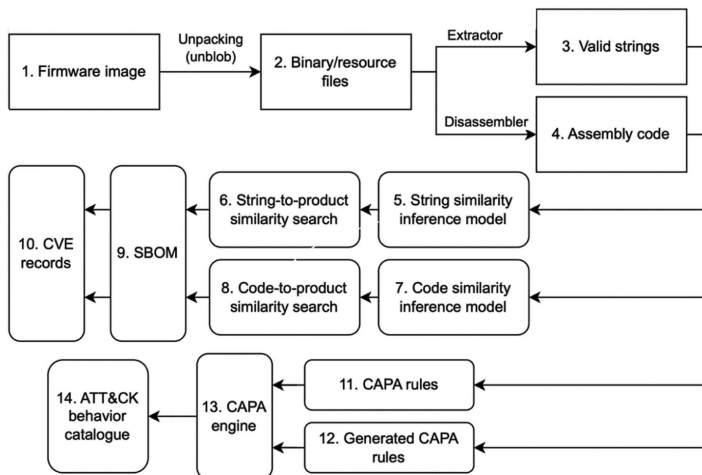 Unpacking
(unblob)
Extractor
1. Firmware image
2. Binary/resource
files
3. Valid strings
Disassembler
4. Assembly code
10. CVE
records
9. SBOM
6. String-to-product
similarity search
5. String similarity
inference model
8. Code-to-product
similarity search
7. Code similarity
inference model
14. ATT&CK
behavior
catalogue
13. CAPA
engine
11. CAPA rules
12. Generated CAPA
rules